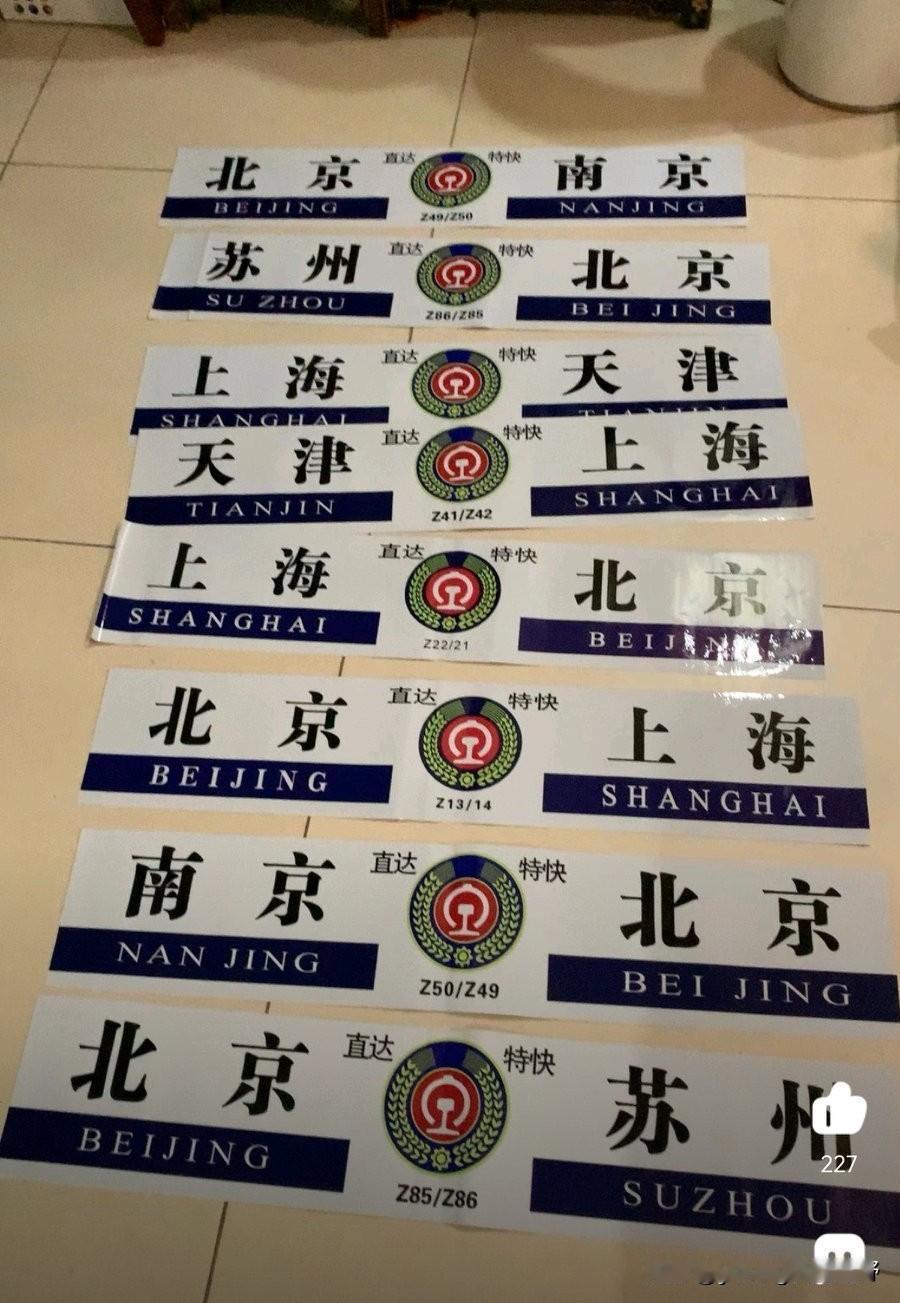 北京 直达 特快 南京
BEIJING Z49/Z50 NANJING
苏州 直达 特快 北京
SU ZHOU Z86/Z85 BEI JING
上海 直达 特快 天津
SHANGHAI TIANJIN
天津 直达 特快 上海
TIANJIN Z41/Z42 SHANGHAI
上海 直达 特快 北京
SHANGHAI Z22/21 BEIJING
北京 直达 特快 上海
BEIJING Z13/14 SHANGHAI
南京 直达 特快 北京
NAN JING Z50/Z49 BEI JING
北京 直达 特快 苏州
BEIJING Z85/Z86 SUZHOU
227